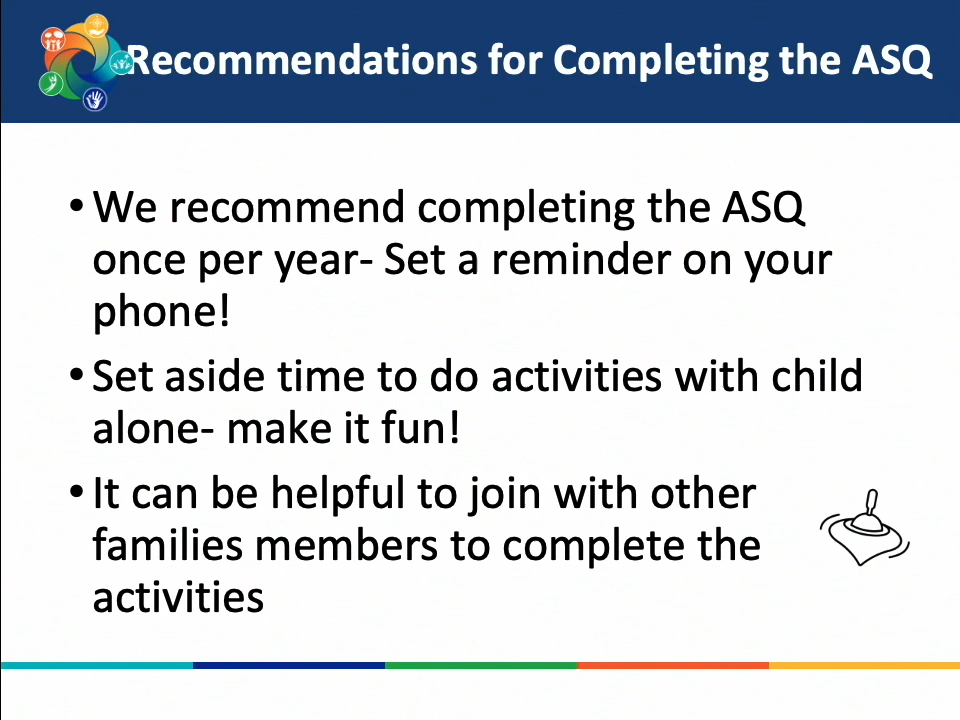 Recommendations for Completing the ASQ
• We recommend completing the ASQ
once per year- Set a reminder on your
phone!
• Set aside time to do activities with child
alone- make it fun!
• It can be helpful to join with other
families members to complete the
activities